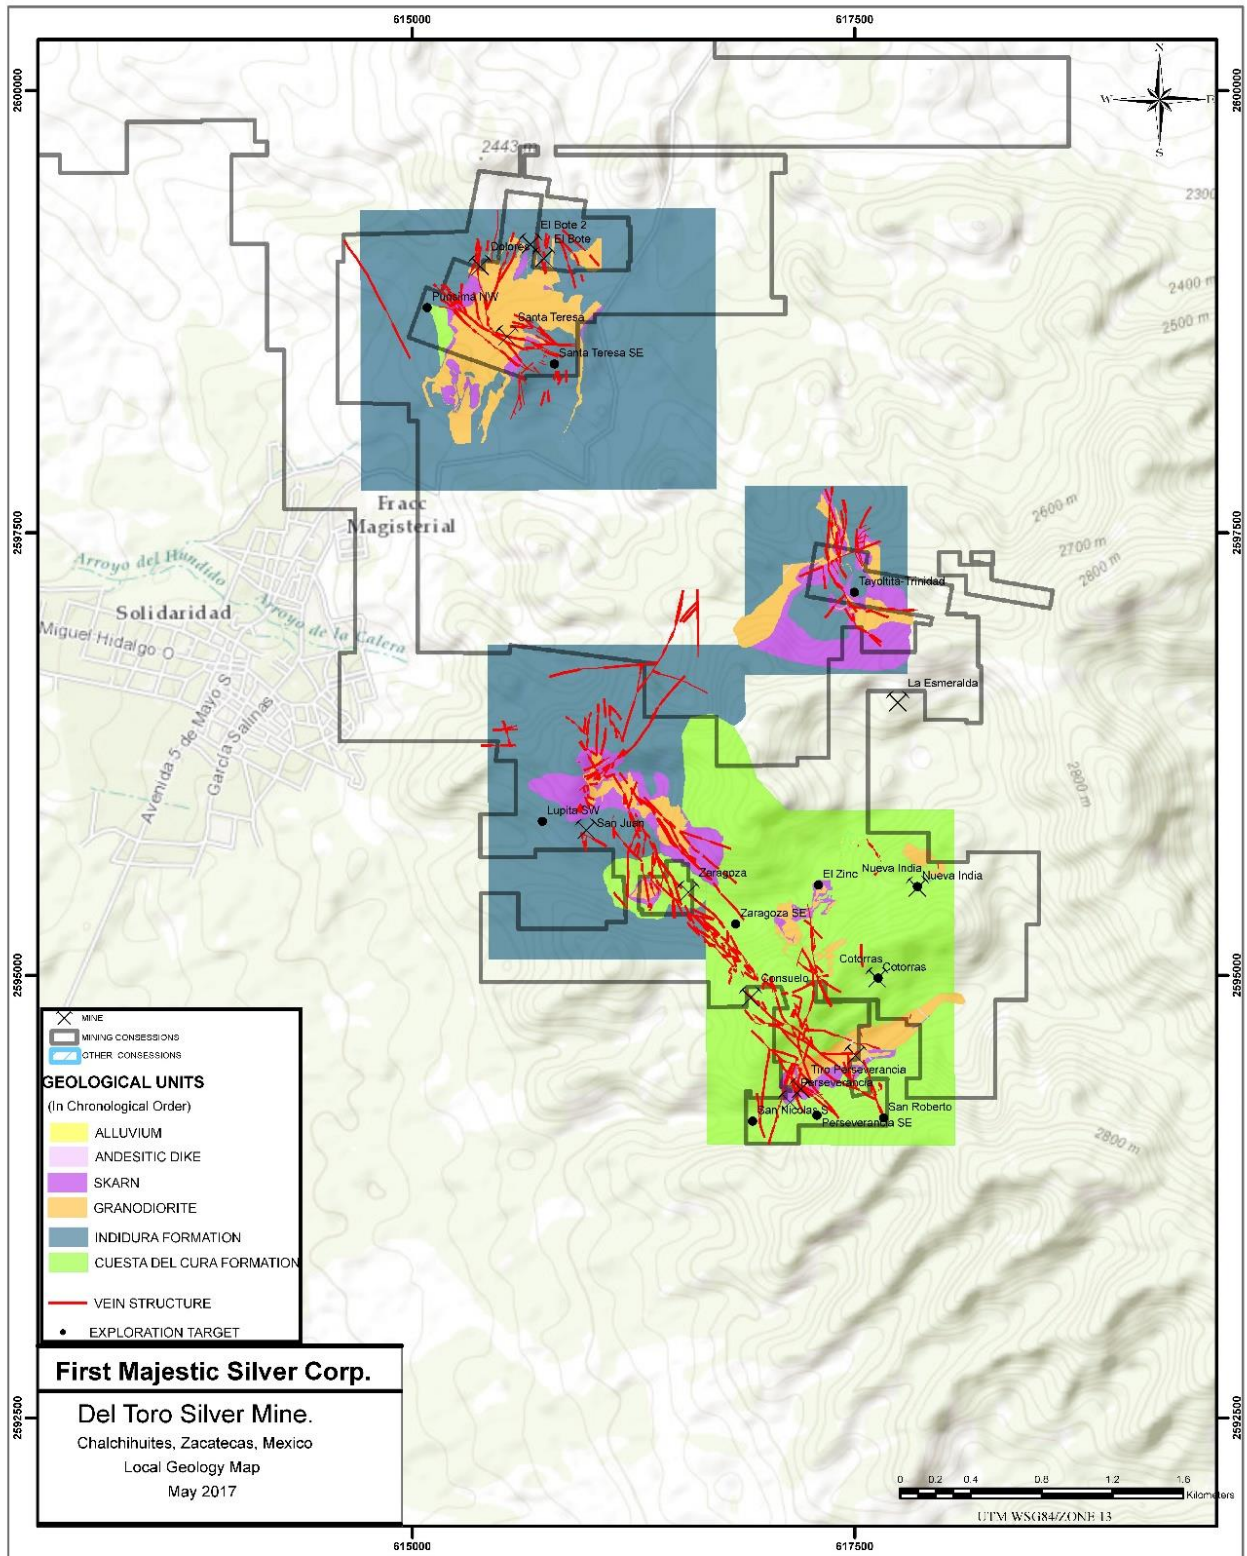 615000
617500
2600000
2600000
N
W
E
S
2443 m
2300
El Bote 2
El Bote
Dolores
2400 m
Purisima NW
Santa Teresa
2500 m
Santa Teresa SE
Fracc
Magisterial
2600 m
2597500
2597500
2700 m
2800 m
Arroyo del Hundido
Tayoltita-Trinidad
Solidaridad
Arroyo de la Calera
Miguel Hidalgo O
La Esmeralda
Avenida 5 de Mayo S
García Salinas
2800 m
Lupita SW
San Juan
Zaragoza
El Zinc
Nueva India
Nueva India
Zaragoza SE
Cotorras
Cotorras
2595000
2595000
Consuelo
Tiro Perseverancia
Perseverancia
San Nicolas S
San Roberto
Perseverancia SE
2800 m
MINE
MINING CONSESSIONS
OTHER CONSESSIONS
GEOLOGICAL UNITS
(In Chronological Order)
ALLUVIUM
ANDESITIC DIKE
SKARN
GRANODIORITE
INDIDURA FORMATION
CUESTA DEL CURA FORMATION
VEIN STRUCTURE
EXPLORATION TARGET
First Majestic Silver Corp.
Del Toro Silver Mine.
Chalchihuites, Zacatecas, Mexico
Local Geology Map
May 2017
2592500
2592500
0 0.2 0.4 0.8 1.2 1.6
Kilometers
UTM WSG84/ZONE 13
615000
617500